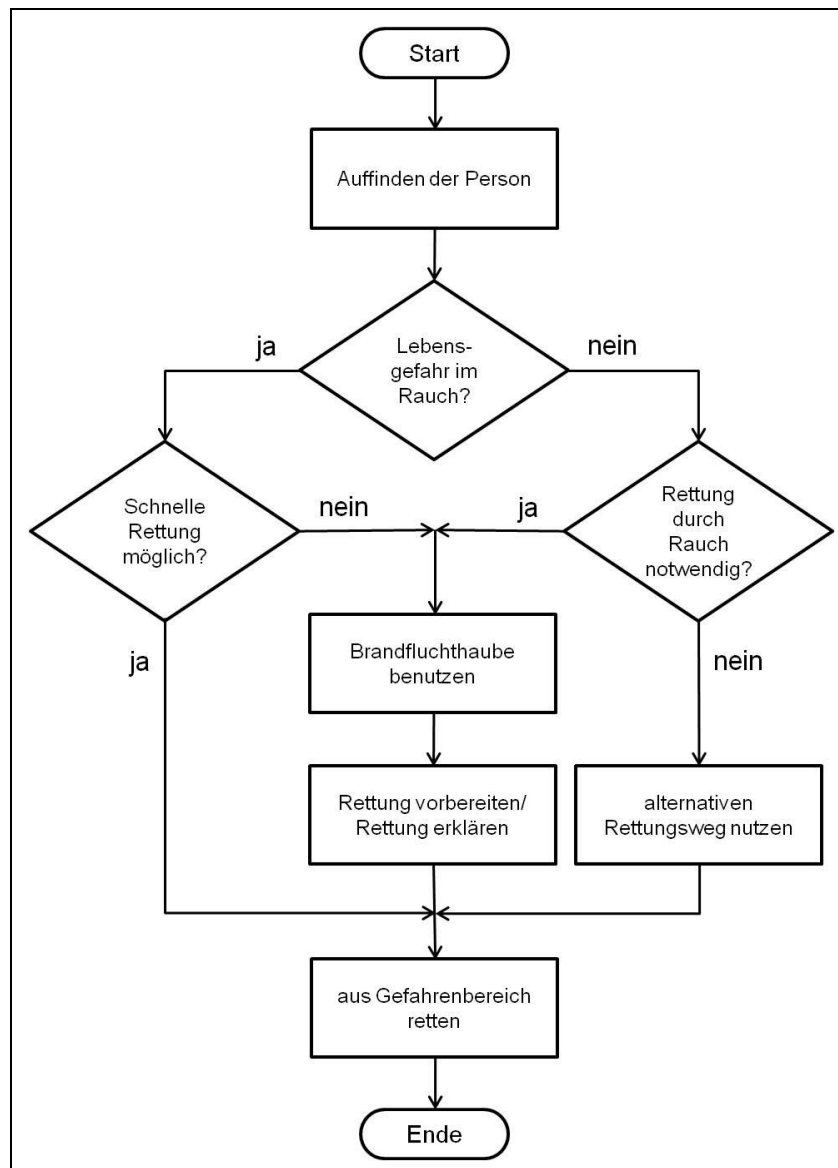 Start
Auffinden der Person
Lebens-
gefahr im
Rauch?
ja
nein
Schnelle
Rettung
möglich?
nein
ja
Rettung
durch
Rauch
notwendig?
ja
nein
Brandfluchthaube
benutzen
Rettung vorbereiten/
Rettung erklären
alternativen
Rettungsweg nutzen
aus Gefahrenbereich
retten
Ende